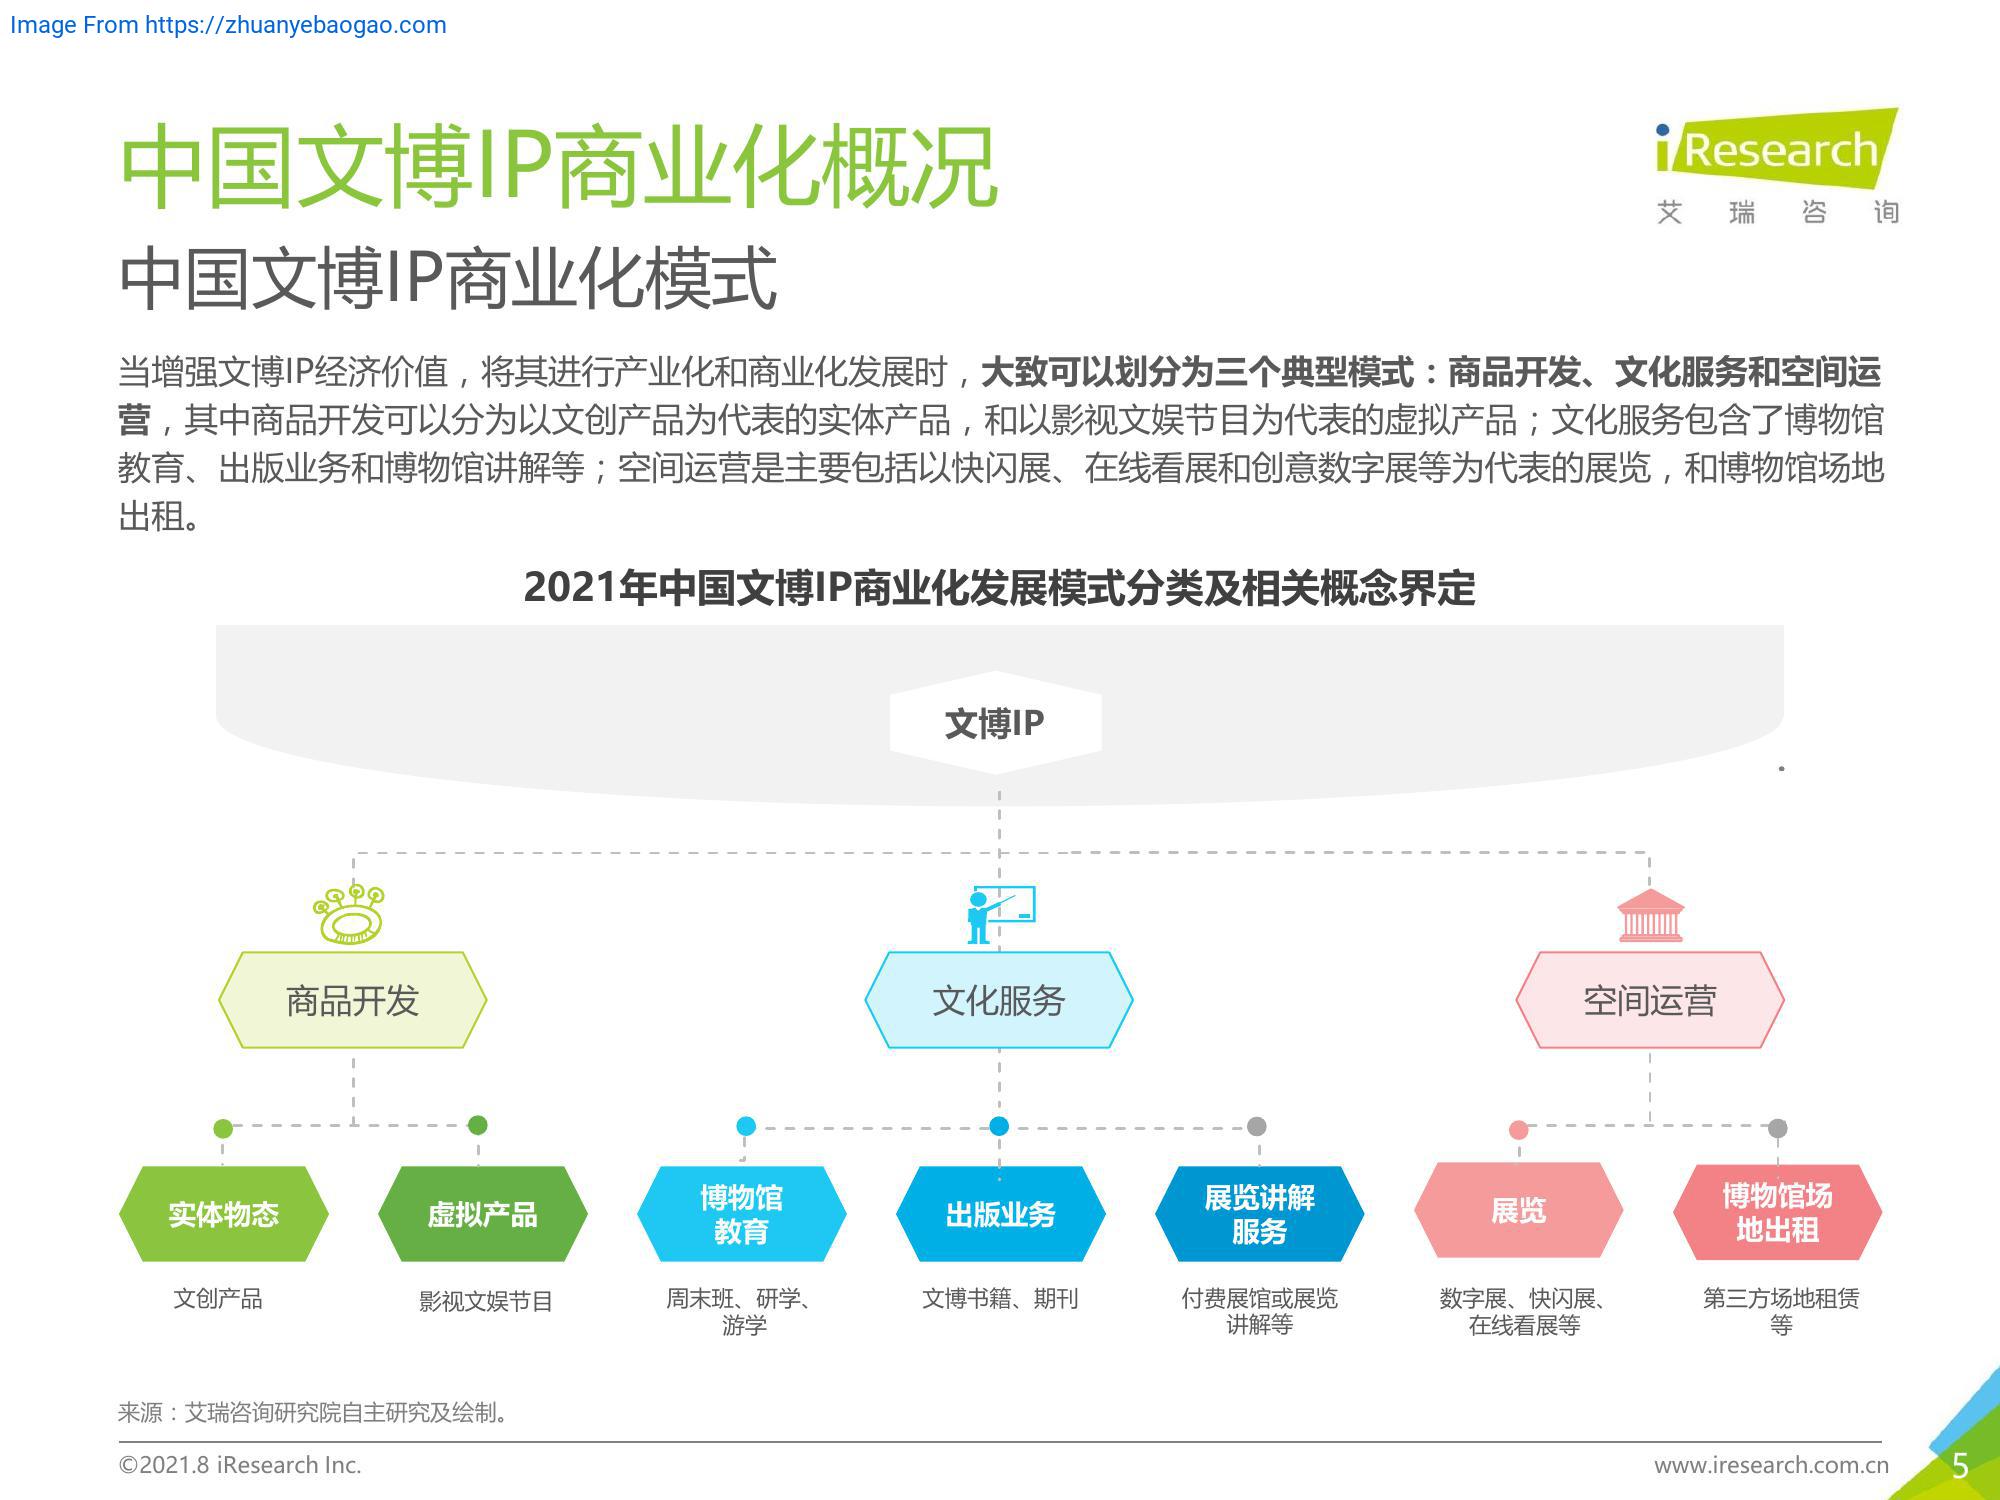 Image From https://zhuanyebaogao.com
中国文博IP商业化概况
iResearch
艾瑞咨询
中国文博IP商业化模式
当增强文博IP经济价值，将其进行产业化和商业化发展时，大致可以划分为三个典型模式：商品开发、文化服务和空间运
营，其中商品开发可以分为以文创产品为代表的实体产品，和以影视文娱节目为代表的虚拟产品；文化服务包含了博物馆
教育、出版业务和博物馆讲解等；空间运营是主要包括以快闪展、在线看展和创意数字展等为代表的展览，和博物馆场地
出租。
2021年中国文博IP商业化发展模式分类及相关概念界定
文博IP
商品开发
文化服务
空间运营
实体物态
虚拟产品
博物馆
教育
出版业务
展览讲解
服务
展览
博物馆场
地出租
文创产品
影视文娱节目
周末班、研学、
游学
文博书籍、期刊
付费展馆或展览
讲解等
数字展、快闪展、
在线看展等
第三方场地租赁
等
来源：艾瑞咨询研究院自主研究及绘制。
©2021.8 iResearch Inc.
www.iresearch.com.cn
5